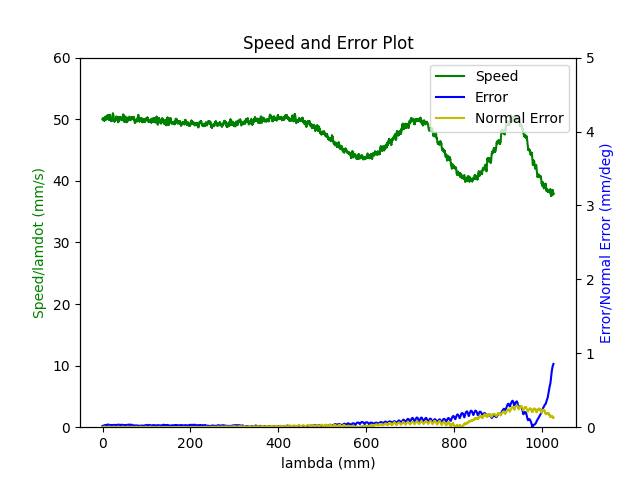 Speed and Error Plot
60
50
40
30
20
10
0
Speed/lamdot (mm/s)
Speed
Error
Normal Error
5
4
3
2
1
0
Error/Normal Error (mm/deg)
0
200
400
600
800
1000
lambda (mm)